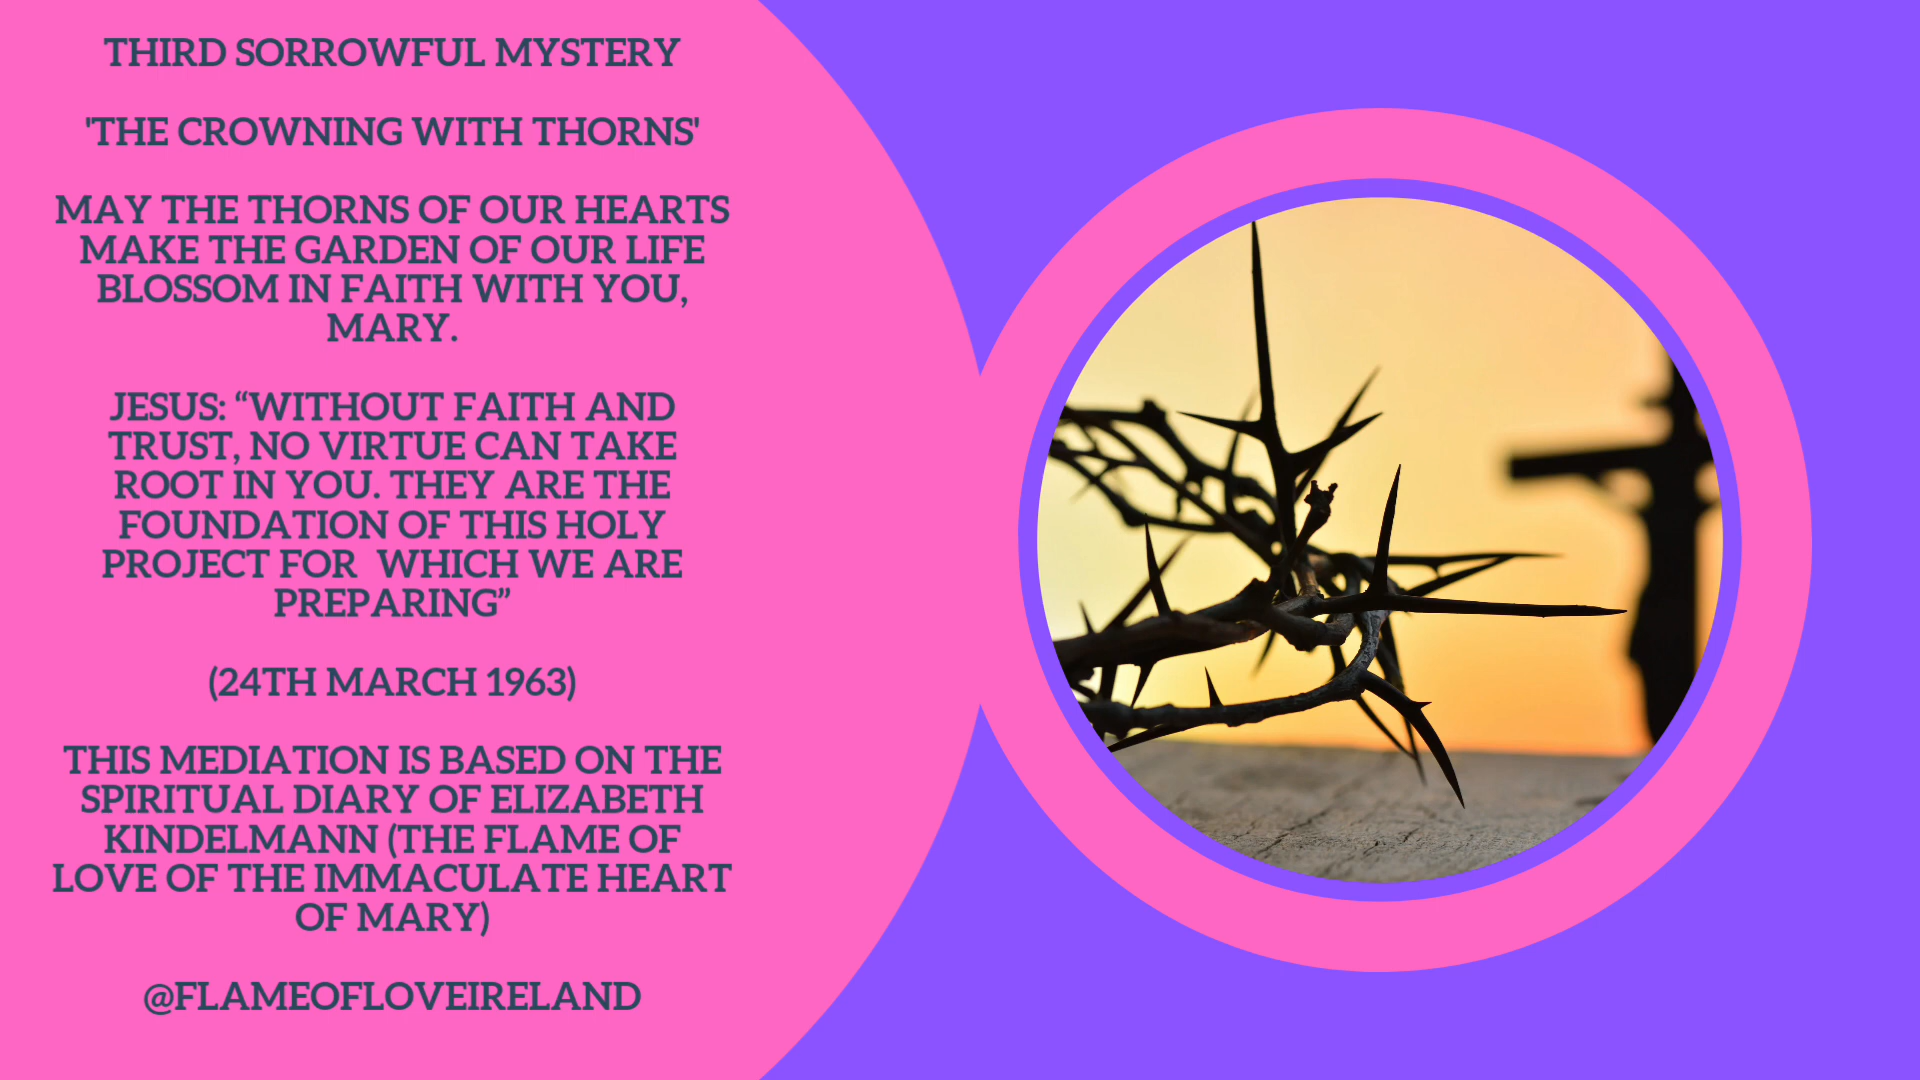 THIRD SORROWFUL MYSTERY
'THE CROWNING WITH THORNS'
MAY THE THORNS OF OUR HEARTS
MAKE THE GARDEN OF OUR LIFE
BLOSSOM IN FAITH WITH YOU,
MARY.
JESUS: “WITHOUT FAITH AND
TRUST, NO VIRTUE CAN TAKE
ROOT IN YOU. THEY ARE THE
FOUNDATION OF THIS HOLY
PROJECT FOR  WHICH WE ARE
PREPARING”
(24TH MARCH 1963)
THIS MEDIATION IS BASED ON THE
SPIRITUAL DIARY OF ELIZABETH
KINDELMANN (THE FLAME OF
LOVE OF THE IMMACULATE HEART
OF MARY)
@FLAMEOFLOVEIRELAND